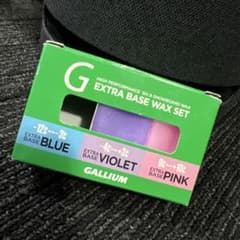 G
HIGH PERFORMANCE SKI & SNOWBOARD WAX
EXTRA BASE WAX SET
EXTRA BASE BLUE
EXTRA BASE VIOLET
EXTRA BASE PINK
GALLIUM